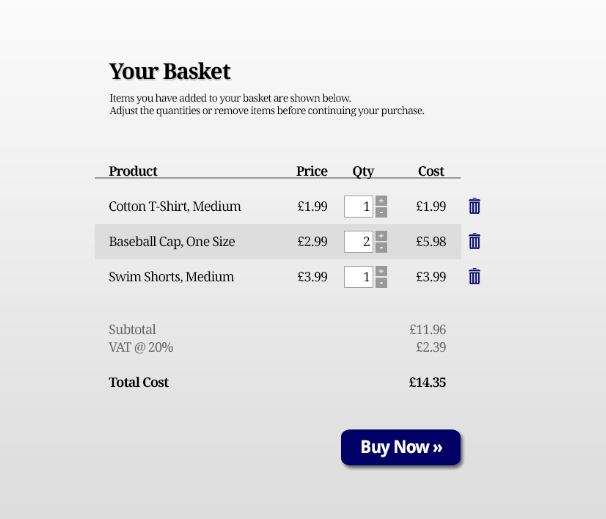 Your Basket
Items you have added to your basket are shown below.
Adjust the quantities or remove items before continuing your purchase.
Product Price Qty Cost
Cotton T-Shirt, Medium £1.99 1 + - £1.99
Baseball Cap, One Size £2.99 2 + - £5.98
Swim Shorts, Medium £3.99 1 + - £3.99
Subtotal £11.96
VAT @ 20% £2.39
Total Cost £14.35
Buy Now »